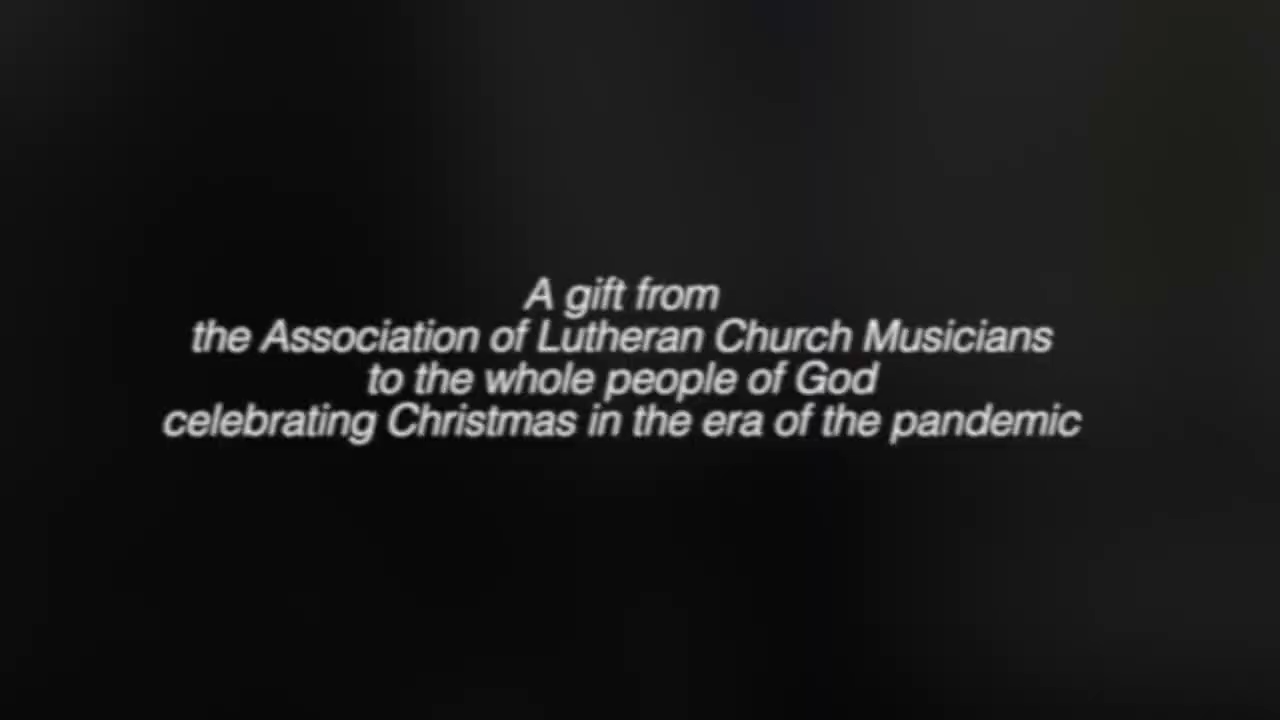 A gift from
the Association of Lutheran Church Musicians
to the whole people of God
celebrating Christmas in the era of the pandemic